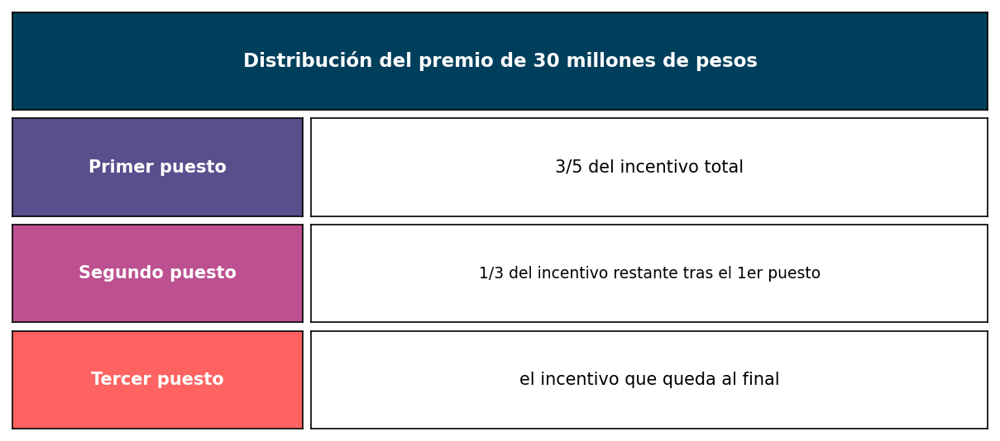 Distribución del premio de 30 millones de pesos
Primer puesto
3/5 del incentivo total
Segundo puesto
1/3 del incentivo restante tras el 1er puesto
Tercer puesto
el incentivo que queda al final